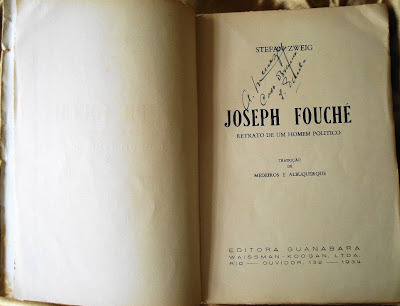 STEFAN ZWEIG
JOSEPH FOUCHÉ
RETRATO DE UM HOMEM POLITICO
TRADUÇÃO
DE
MEDEIROS E ALBUQUERQUE
EDITORA GUANABARA
WAISSMAN-KOOGAN, LTDA.
RIO — OUVIDOR, 132 — 1934